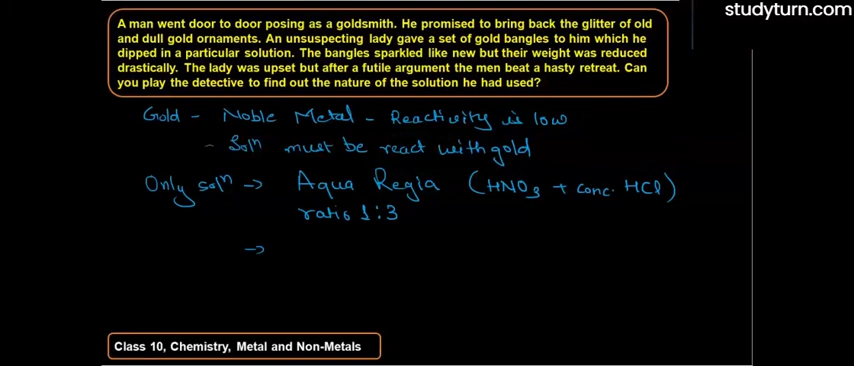 studyturn.com
A man went door to door posing as a goldsmith. He promised to bring back the glitter of old
and dull gold ornaments. An unsuspecting lady gave a set of gold bangles to him which he
dipped in a particular solution. The bangles sparkled like new but their weight was reduced
drastically. The lady was upset but after a futile argument the men beat a hasty retreat. Can
you play the detective to find out the nature of the solution he had used?
Gold - Noble Metal - Reactivity is low
- Solⁿ must be react with gold
Only solⁿ → Aqua Regia (HNO₃ + conc. HCl)
ratio 1:3
→
Class 10, Chemistry, Metal and Non-Metals